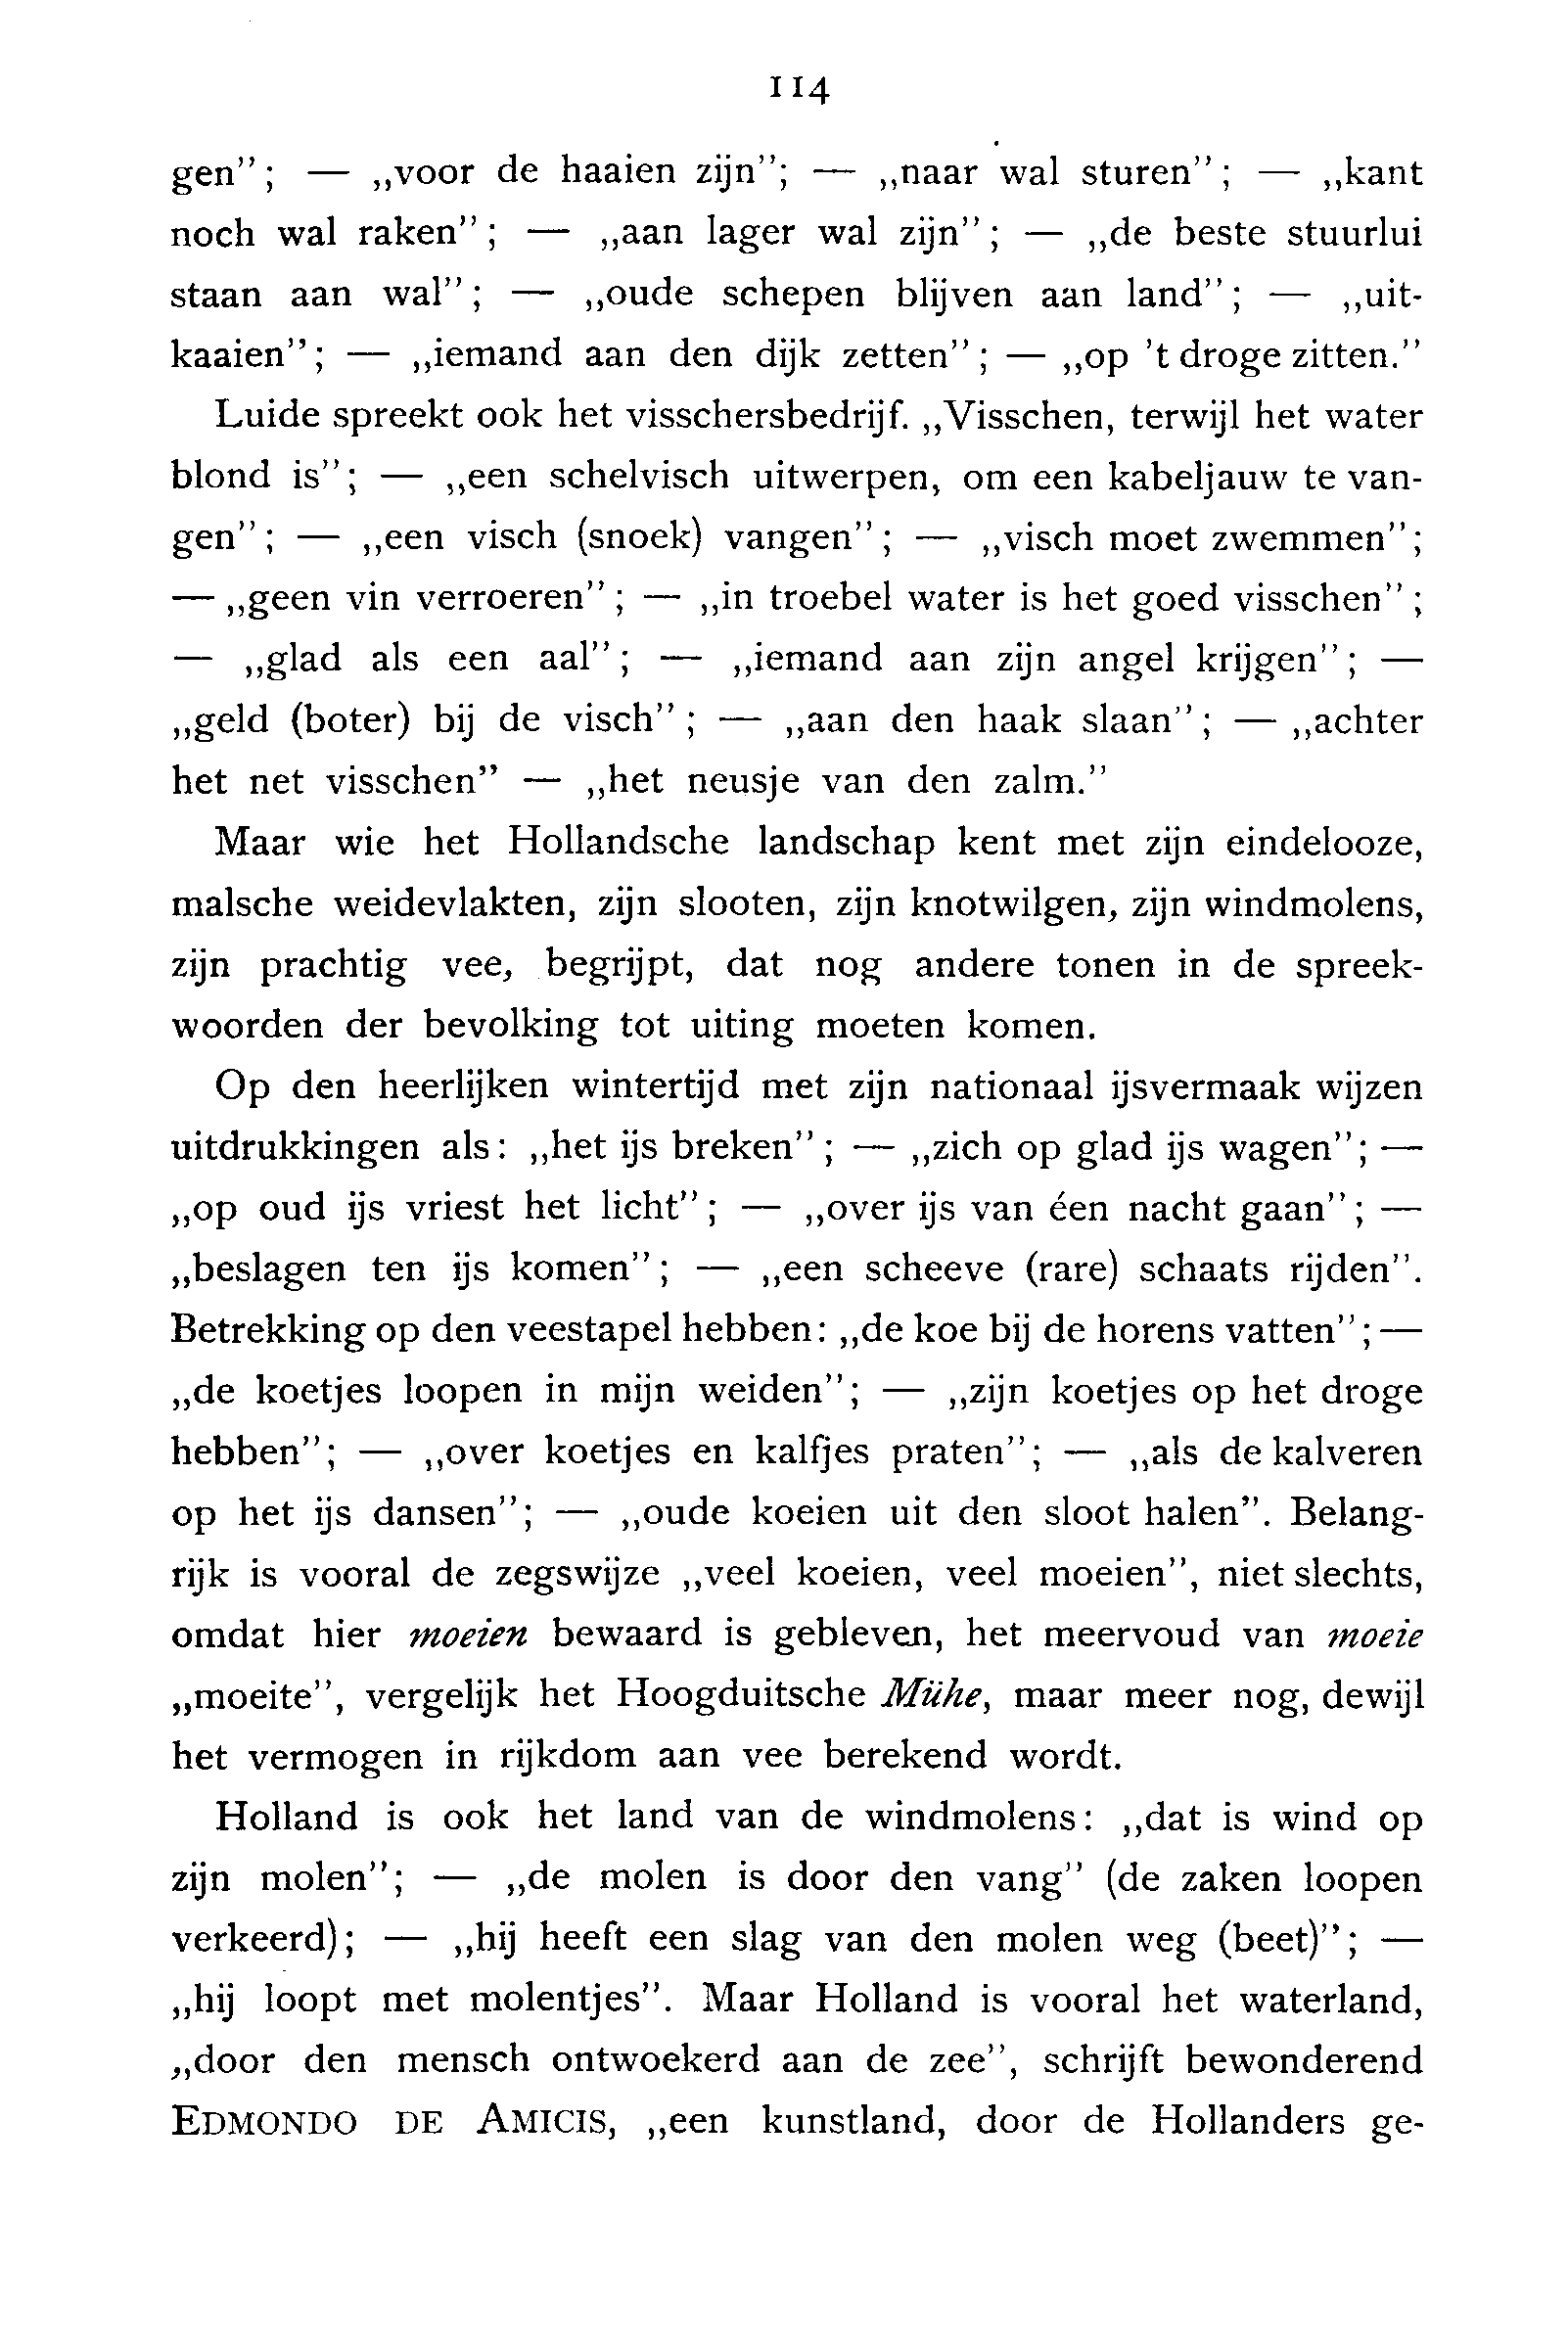 114
gen”; — „voor de haaien zijn”; — „naar wal sturen”; — „kant
noch wal raken”; — „aan lager wal zijn”; — „de beste stuurlui
staan aan wal”; — „oude schepen blijven aan land”; — „uit-
kaaien”; — „iemand aan den dijk zetten”; — „op ’t droge zitten.”
Luide spreekt ook het visschersbedrijf. „Visschen, terwijl het water
blond is”; — „een schelvisch uitwerpen, om een kabeljauw te van-
gen”; — „een visch (snoek) vangen”; — „visch moet zwemmen”;
— „geen vin verroeren”; — „in troebel water is het goed visschen”;
— „glad als een aal”; — „iemand aan zijn angel krijgen”; —
„geld (boter) bij de visch”; — „aan den haak slaan”; — „achter
het net visschen” — „het neusje van den zalm.”
Maar wie het Hollandsche landschap kent met zijn eindelooze,
malsche weidevlakten, zijn slooten, zijn knotwilgen, zijn windmolens,
zijn prachtig vee, begrijpt, dat nog andere tonen in de spreek-
woorden der bevolking tot uiting moeten komen.
Op den heerlijken wintertijd met zijn nationaal ijsvermaak wijzen
uitdrukkingen als: „het ijs breken”; — „zich op glad ijs wagen”; —
„op oud ijs vriest het licht”; — „over ijs van éen nacht gaan”; —
„beslagen ten ijs komen”; — „een scheeve (rare) schaats rijden”.
Betrekking op den veestapel hebben: „de koe bij de horens vatten”; —
„de koetjes loopen in mijn weiden”; — „zijn koetjes op het droge
hebben”; — „over koetjes en kalfjes praten”; — „als de kalveren
op het ijs dansen”; — „oude koeien uit den sloot halen”. Belang-
rijk is vooral de zegswijze „veel koeien, veel moeien”, niet slechts,
omdat hier moeien bewaard is gebleven, het meervoud van moeie
„moeite”, vergelijk het Hoogduitsche Mühe, maar meer nog, dewijl
het vermogen in rijkdom aan vee berekend wordt.
Holland is ook het land van de windmolens: „dat is wind op
zijn molen”; — „de molen is door den vang” (de zaken loopen
verkeerd); — „hij heeft een slag van den molen weg (beet)”; —
„hij loopt met molentjes”. Maar Holland is vooral het waterland,
„door den mensch ontwoekerd aan de zee”, schrijft bewonderend
EDMONDO DE AMICIS, „een kunstland, door de Hollanders ge-